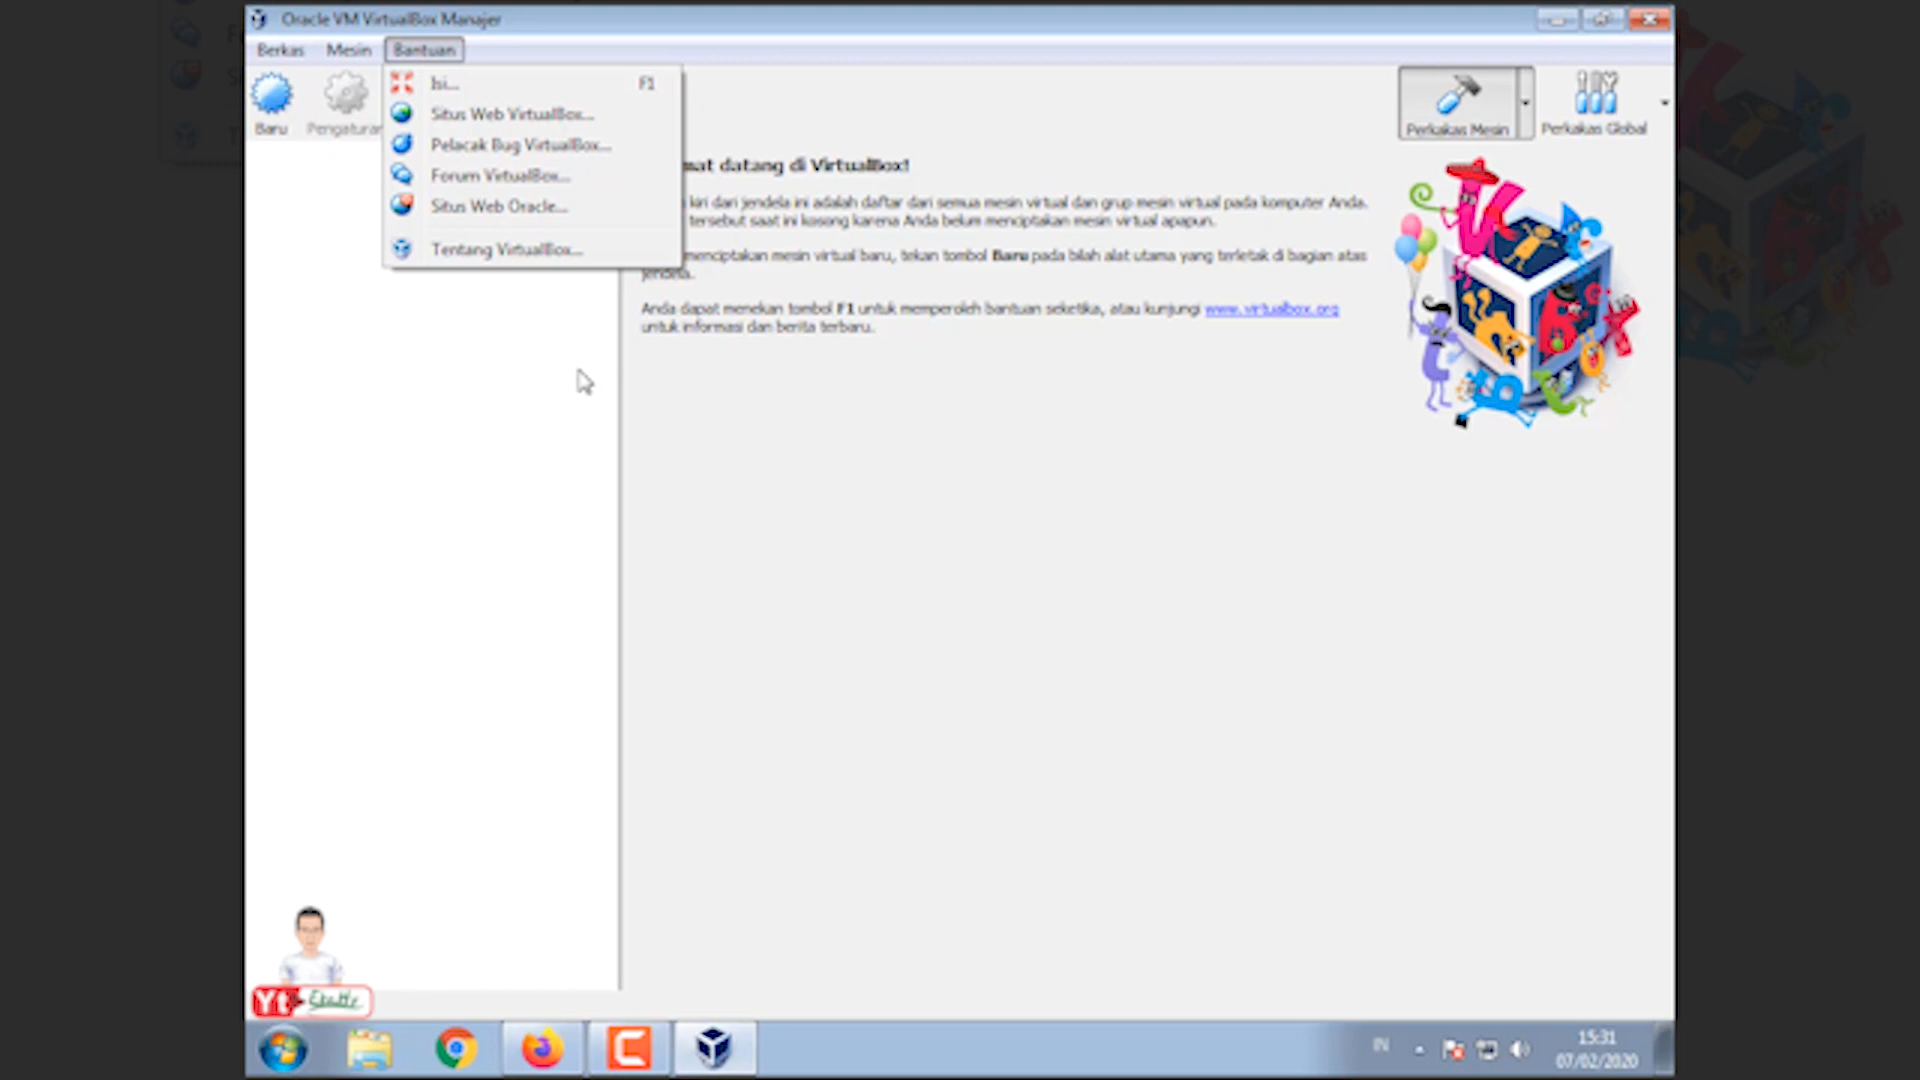 Oracle VM VirtualBox Manajer
Berkas Mesin Bantuan
Baru Pengaturan
Isi... F1
Situs Web VirtualBox...
Pelacak Bug VirtualBox...
Forum VirtualBox...
Situs Web Oracle...
Tentang VirtualBox...
Perkakas Mesin Perkakas Global
mat datang di VirtualBox!
kiri dari jendela ini adalah daftar dari semua mesin virtual dan grup mesin virtual pada komputer Anda.
tersebut saat ini kosong karena Anda belum menciptakan mesin virtual apapun.
menciptakan mesin virtual baru, tekan tombol Baru pada bilah alat utama yang terletak di bagian atas
jendela.
Anda dapat menekan tombol F1 untuk memperoleh bantuan seketika, atau kunjungi www.virtualbox.org
untuk informasi dan berita terbaru.
Yt
IN
15:31
07/02/2020